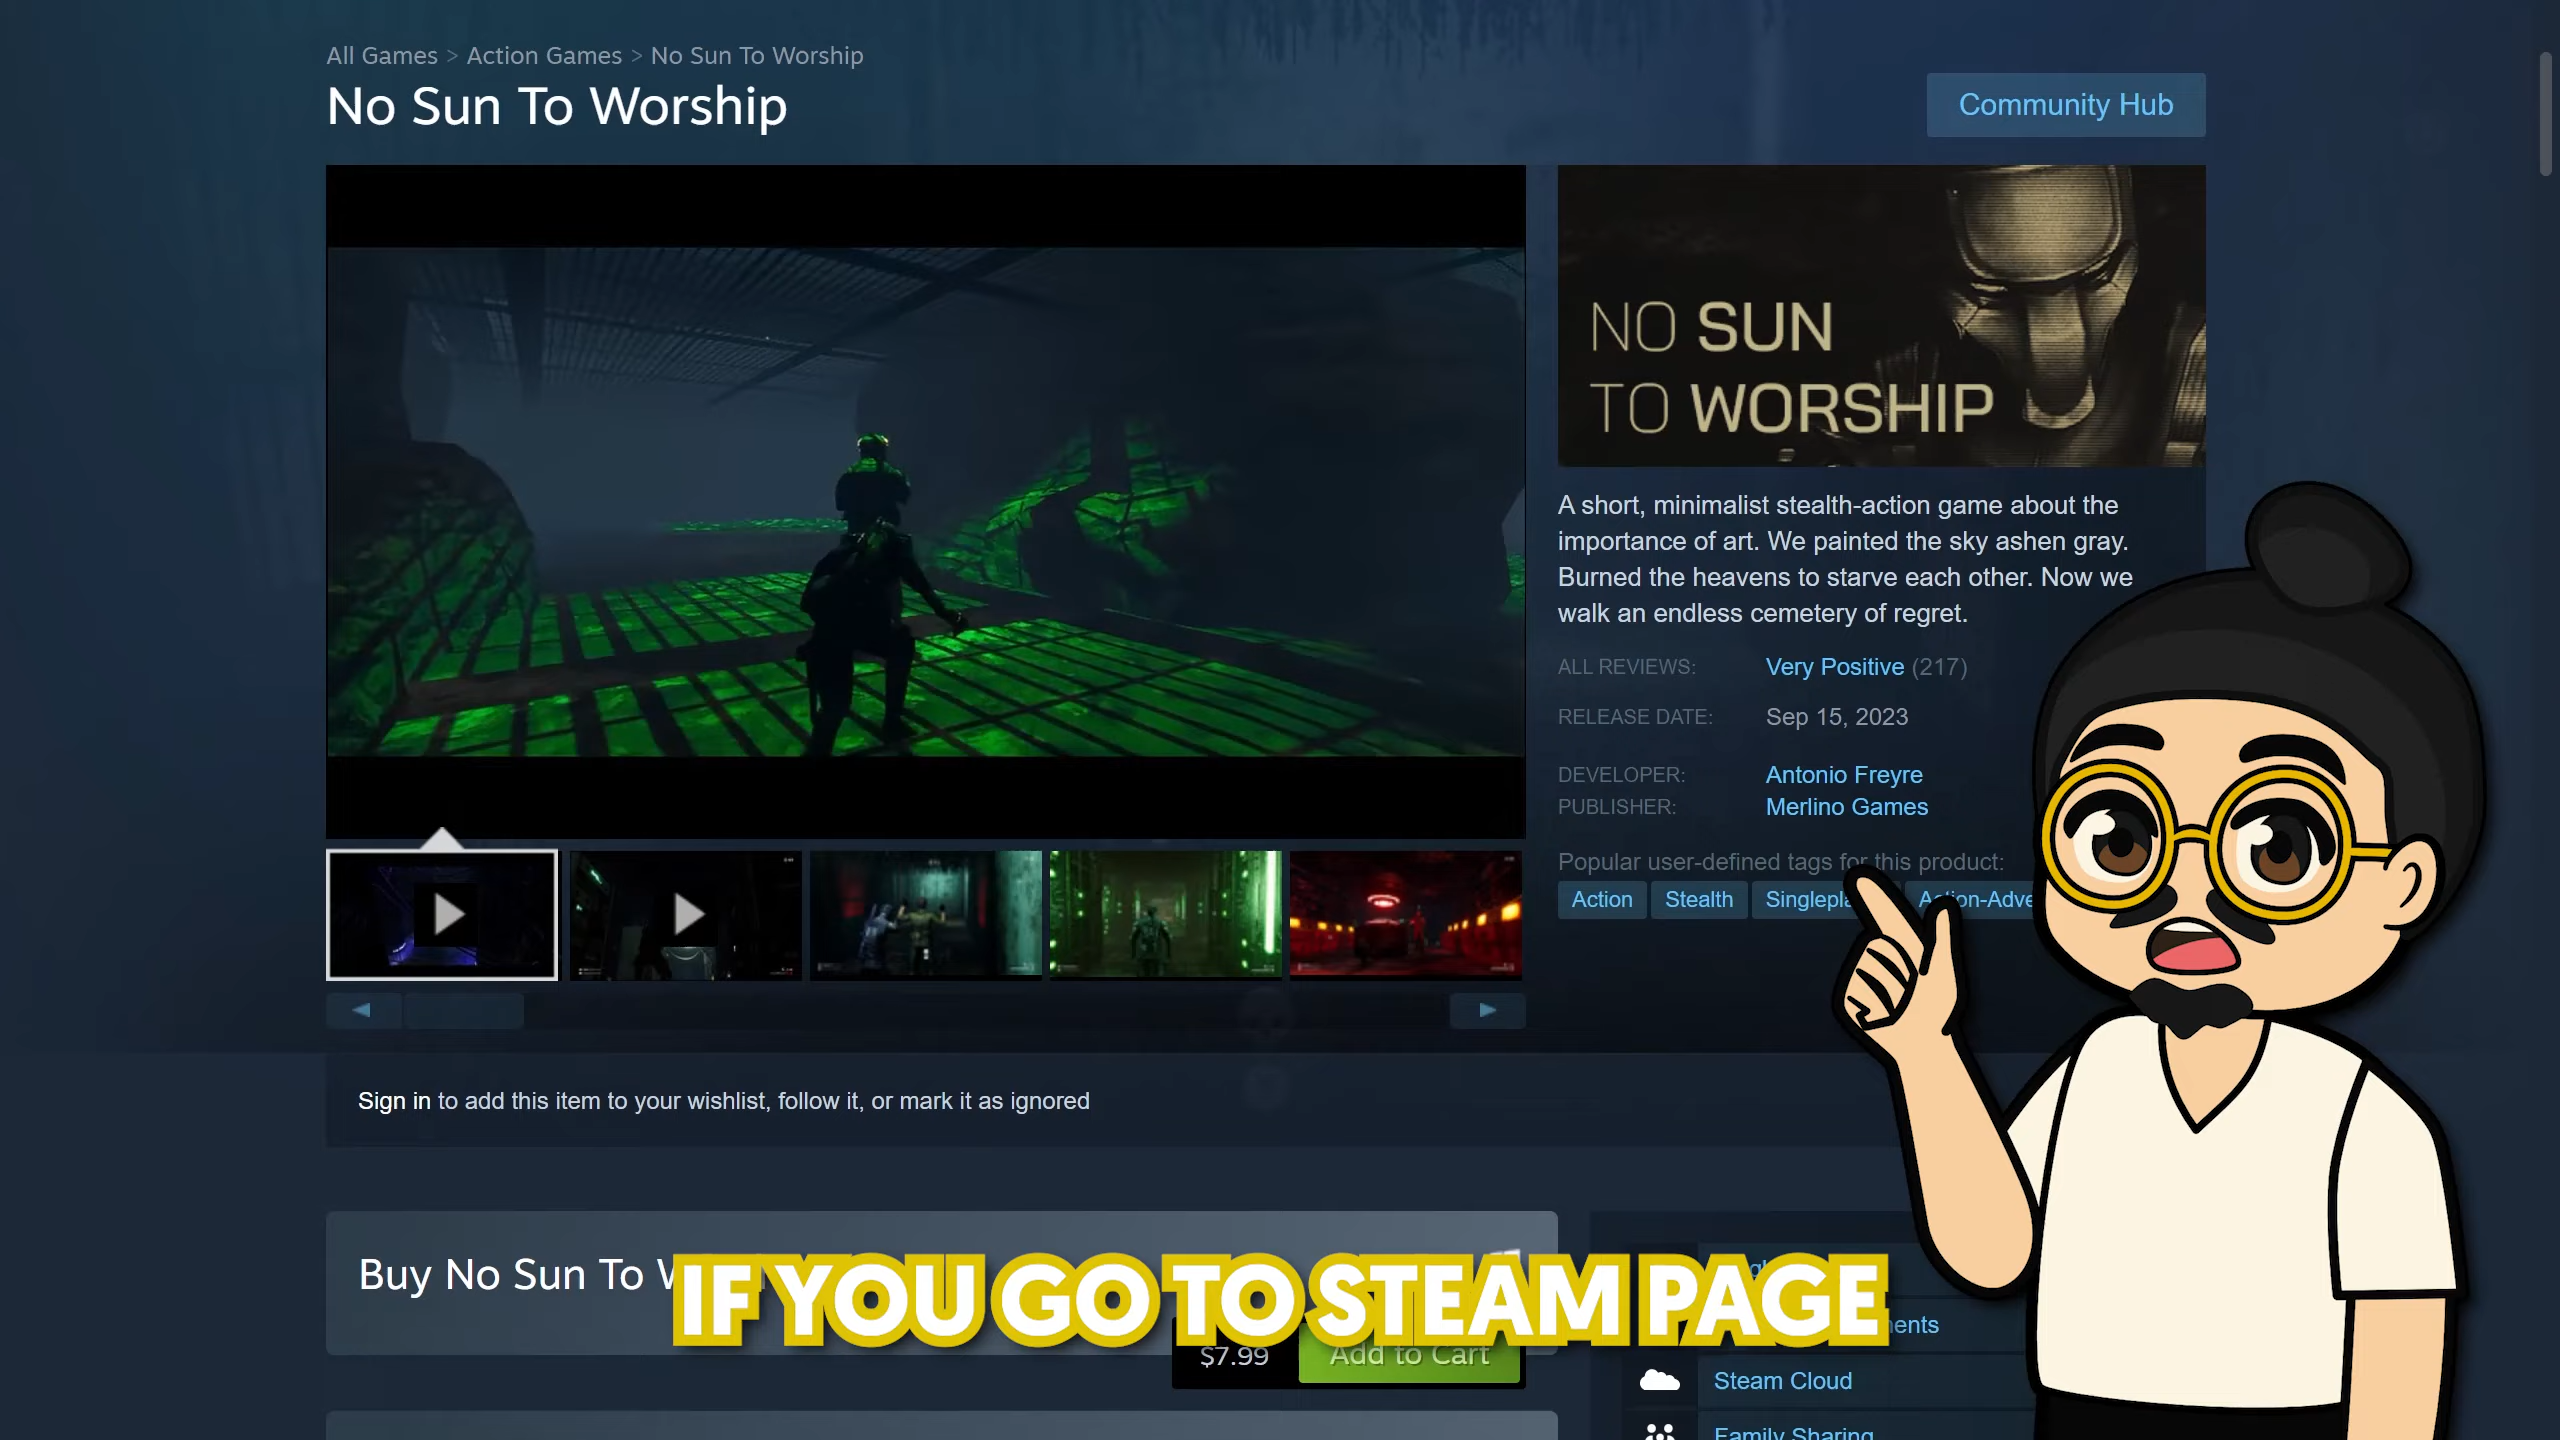 All Games > Action Games > No Sun To Worship
No Sun To Worship
Community Hub
NO SUN
TO WORSHIP
A short, minimalist stealth-action game about the
importance of art. We painted the sky ashen gray.
Burned the heavens to starve each other. Now we
walk an endless cemetery of regret.
ALL REVIEWS: Very Positive (217)
RELEASE DATE: Sep 15, 2023
DEVELOPER: Antonio Freyre
PUBLISHER: Merlino Games
Popular user-defined tags for this product:
Action Stealth
Sign in to add this item to your wishlist, follow it, or mark it as ignored
Buy No Sun To
IF YOU GO TO STEAM PAGE
$7.99 Add to Cart
Steam Cloud
Family Sharing